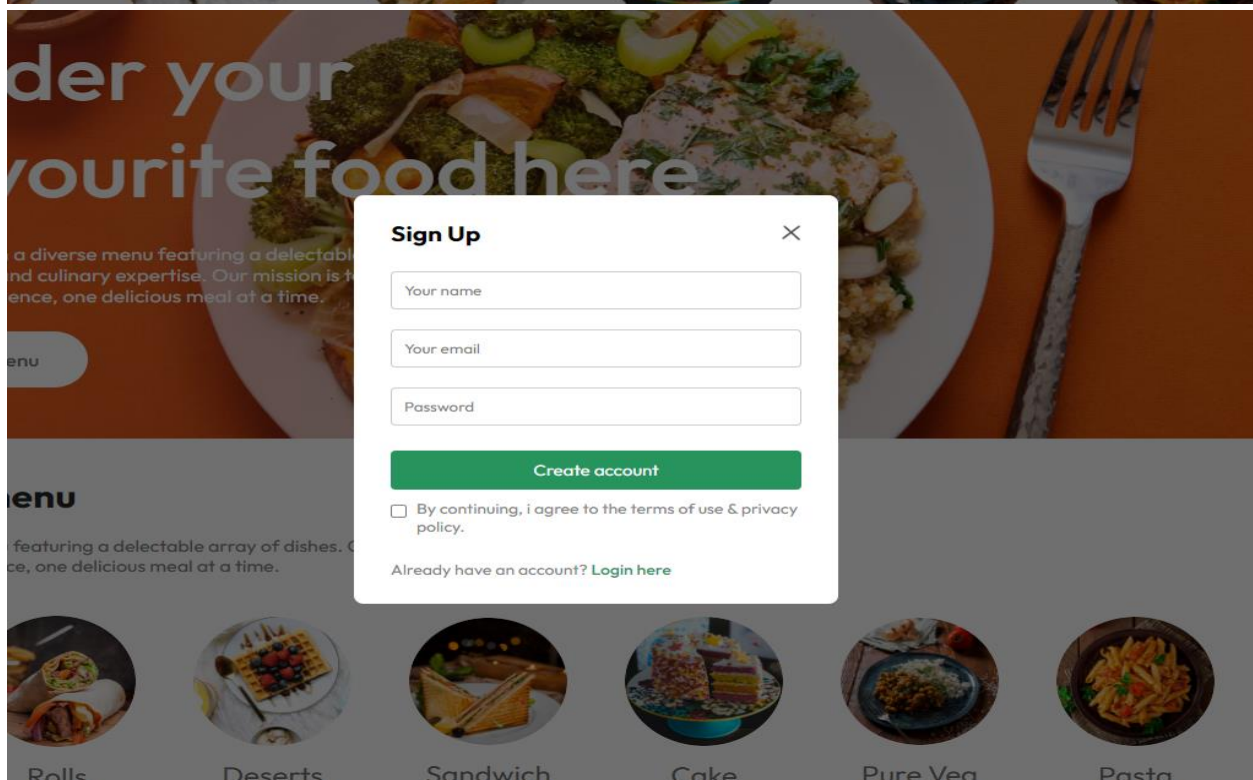 der your
vourite food here
a diverse menu featuring a delectabl
nd culinary expertise. Our mission is t
ence, one delicious meal at a time.
enu
Sign Up
Your name
Your email
Password
Create account
By continuing, i agree to the terms of use & privacy
policy.
Already have an account? Login here
enu
featuring a delectable array of dishes.
ce, one delicious meal at a time.
Rolls
Deserts
Sandwich
Cake
Pure Veg
Pasta